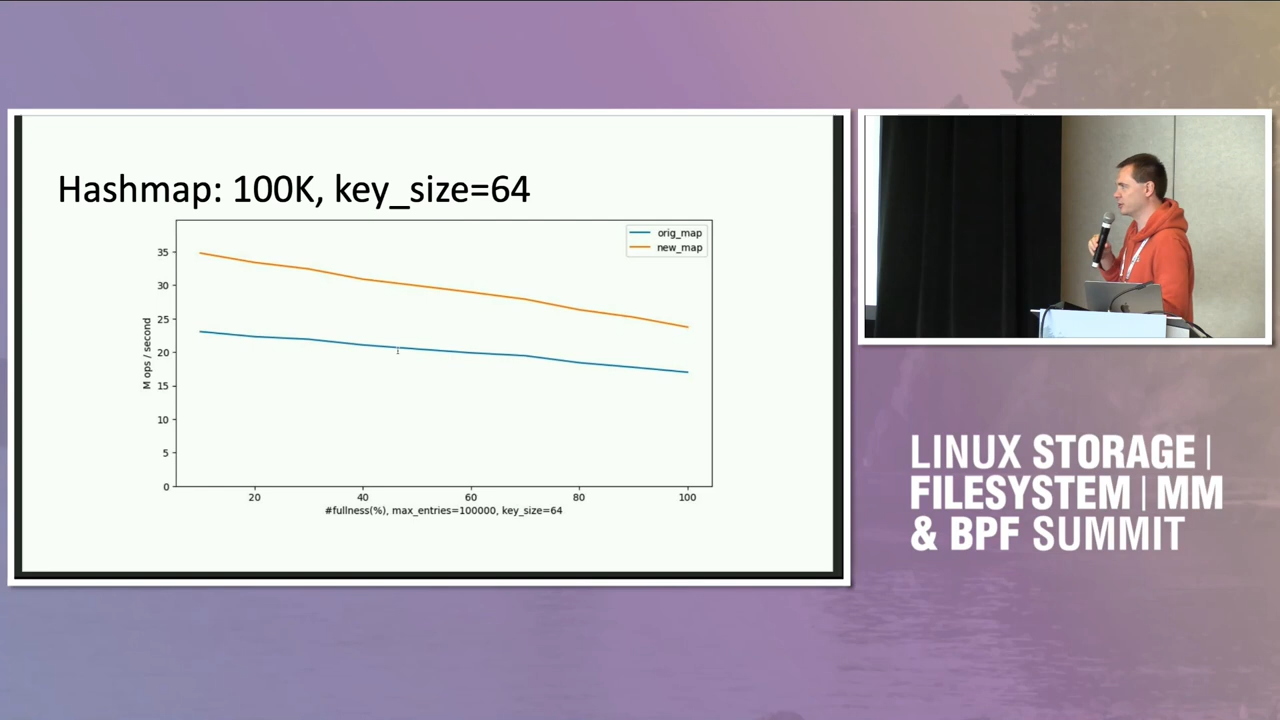 Hashmap: 100K, key_size=64
orig_map
new_map
35
30
25
20
15
10
5
0
M ops / second
20 40 60 80 100
#fullness(%), max_entries=100000, key_size=64
LINUX STORAGE |
FILESYSTEM | MM
& BPF SUMMIT